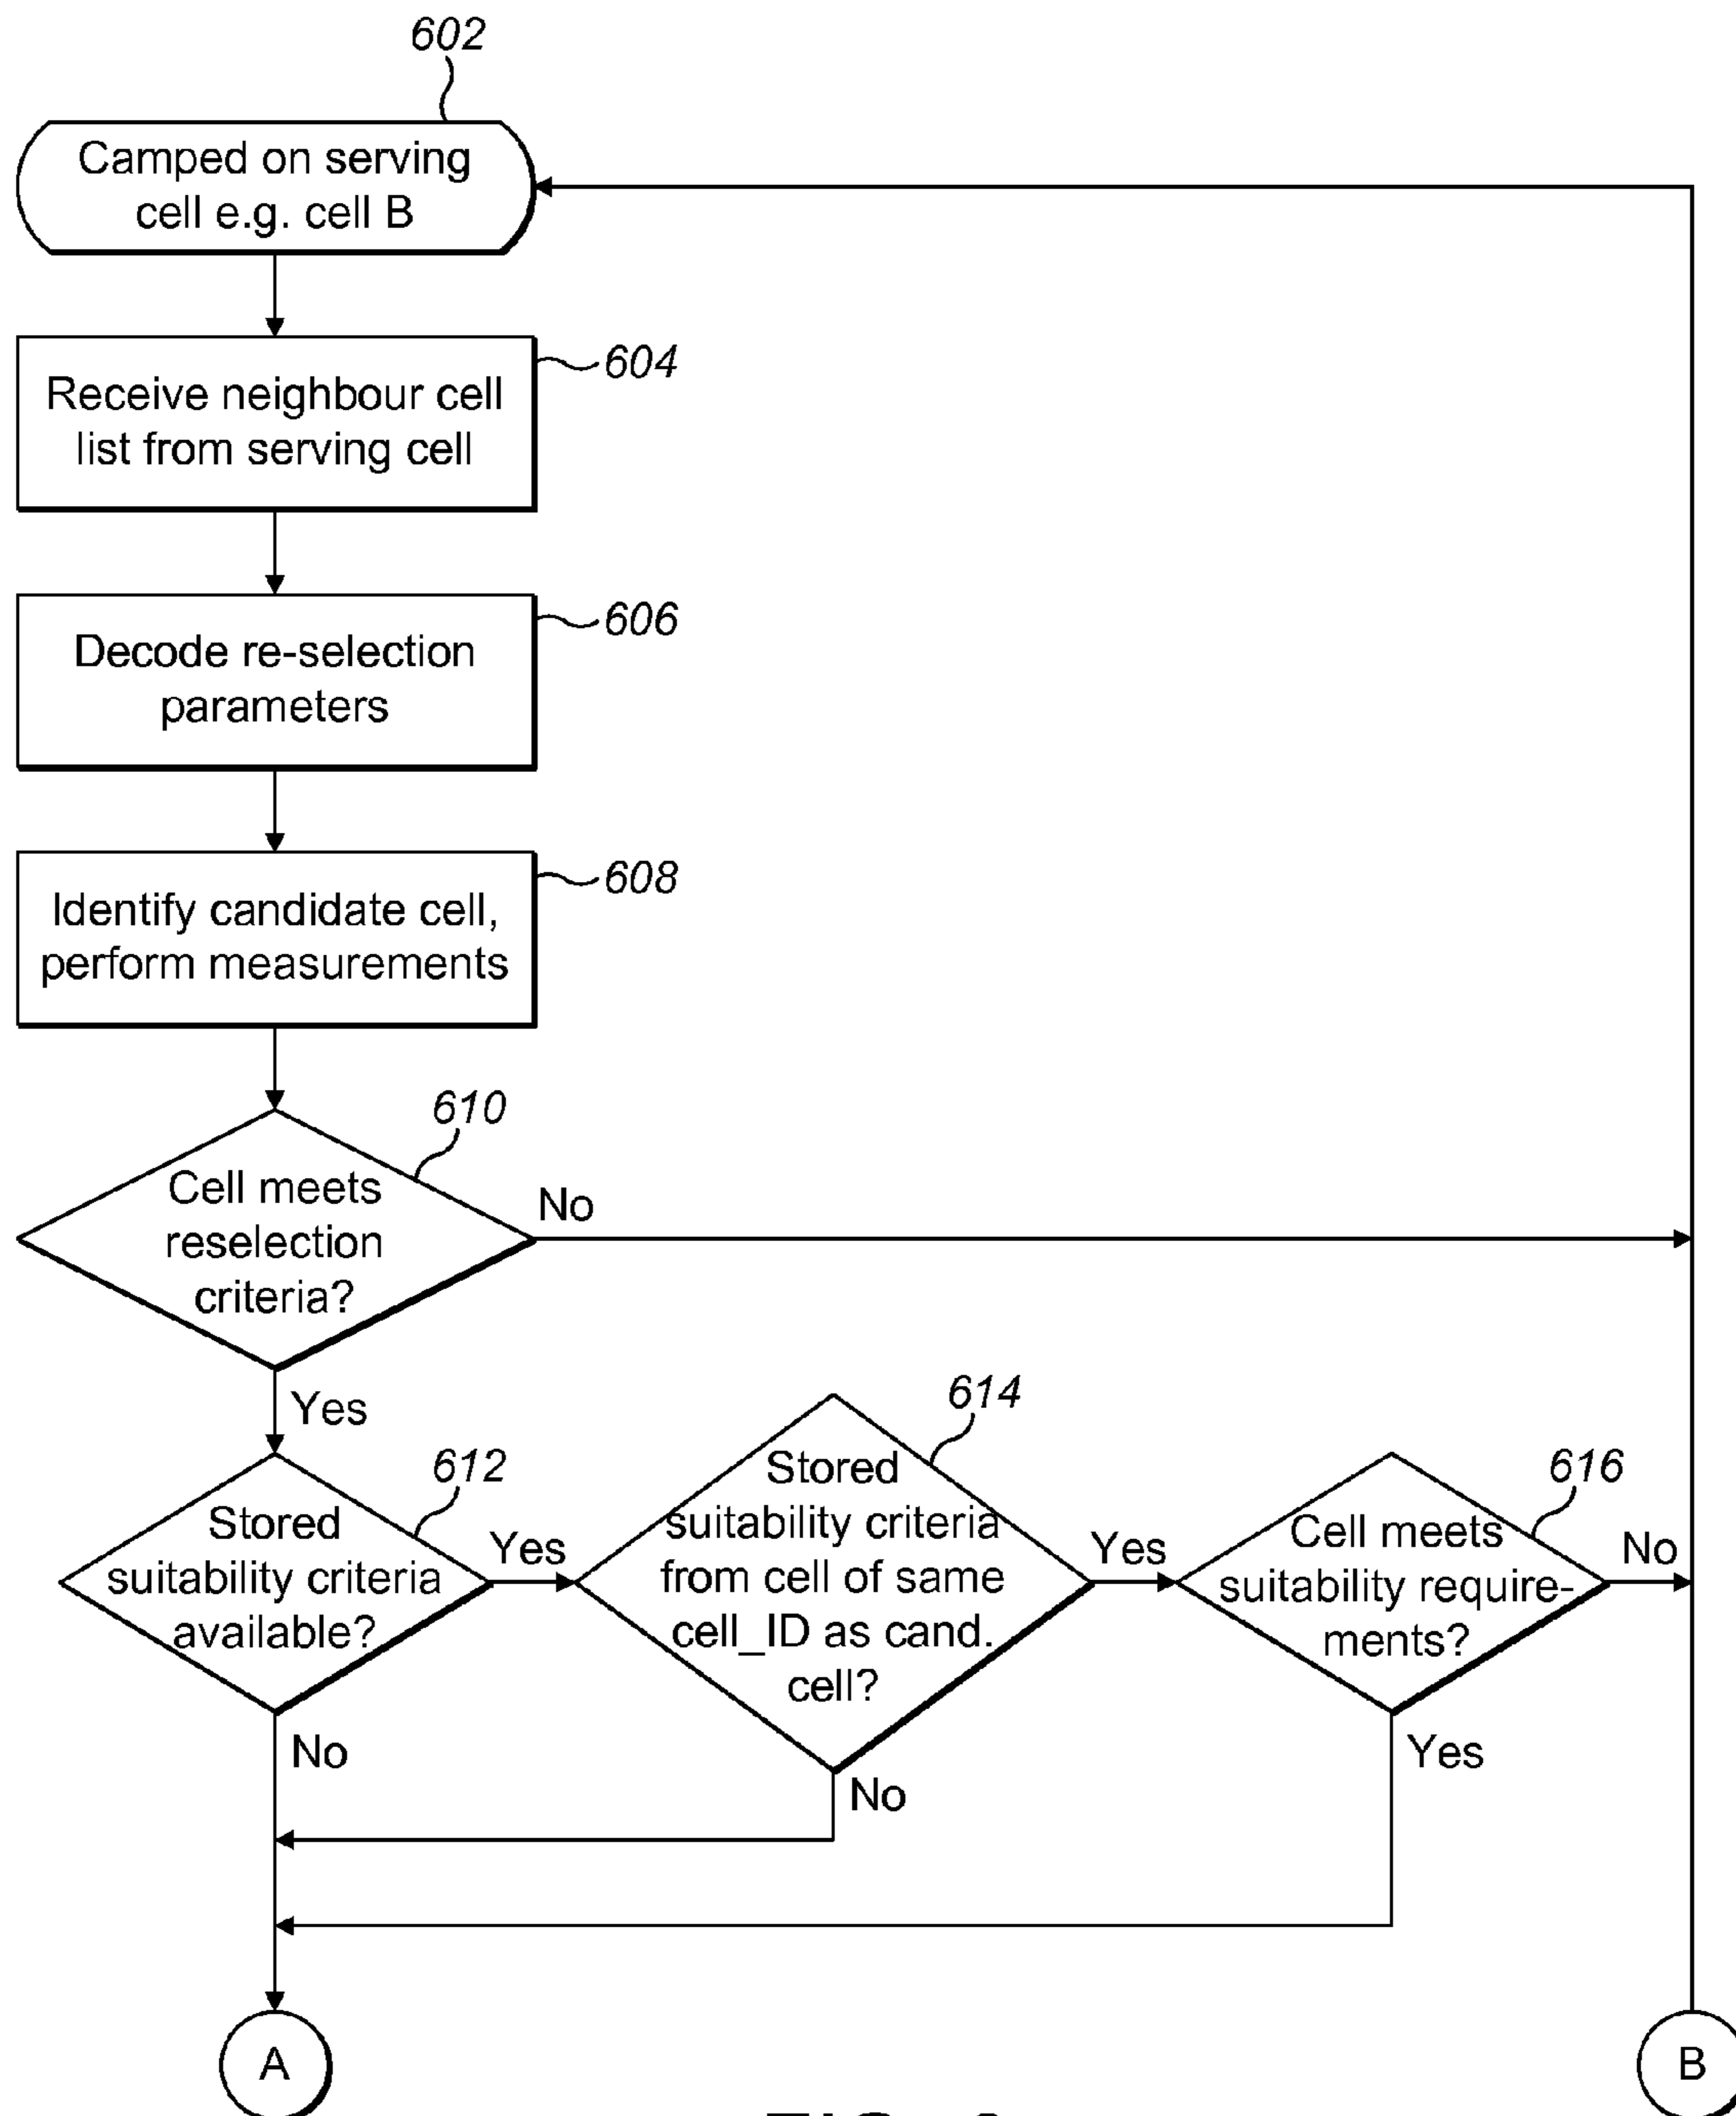 602
Camped on serving
cell e.g. cell B
604
Receive neighbour cell
list from serving cell
606
Decode re-selection
parameters
608
Identify candidate cell,
perform measurements
610
Cell meets
reselection
criteria?
No
Yes
612
Stored
suitability criteria
available?
Yes
No
614
Stored
suitability criteria
from cell of same
cell_ID as cand.
cell?
Yes
No
616
Cell meets
suitability require-
ments?
No
Yes
A
B